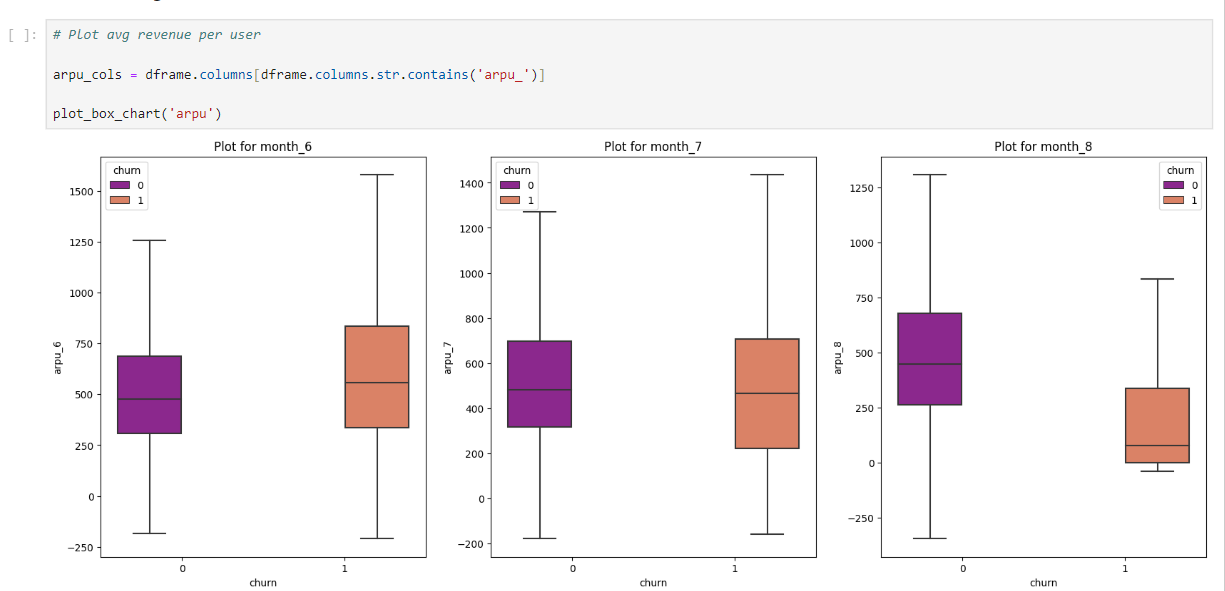 [ ]:
# Plot avg revenue per user
arpu_cols = dframe.columns[dframe.columns.str.contains('arpu_')]
plot_box_chart('arpu')
Plot for month_6
churn
0
1
1500
1250
1000
750
500
250
0
−250
arpu_6
0
1
churn
Plot for month_7
churn
0
1
1400
1200
1000
800
600
400
200
0
−200
arpu_7
0
1
churn
Plot for month_8
churn
0
1
1250
1000
750
500
250
0
−250
arpu_8
0
1
churn